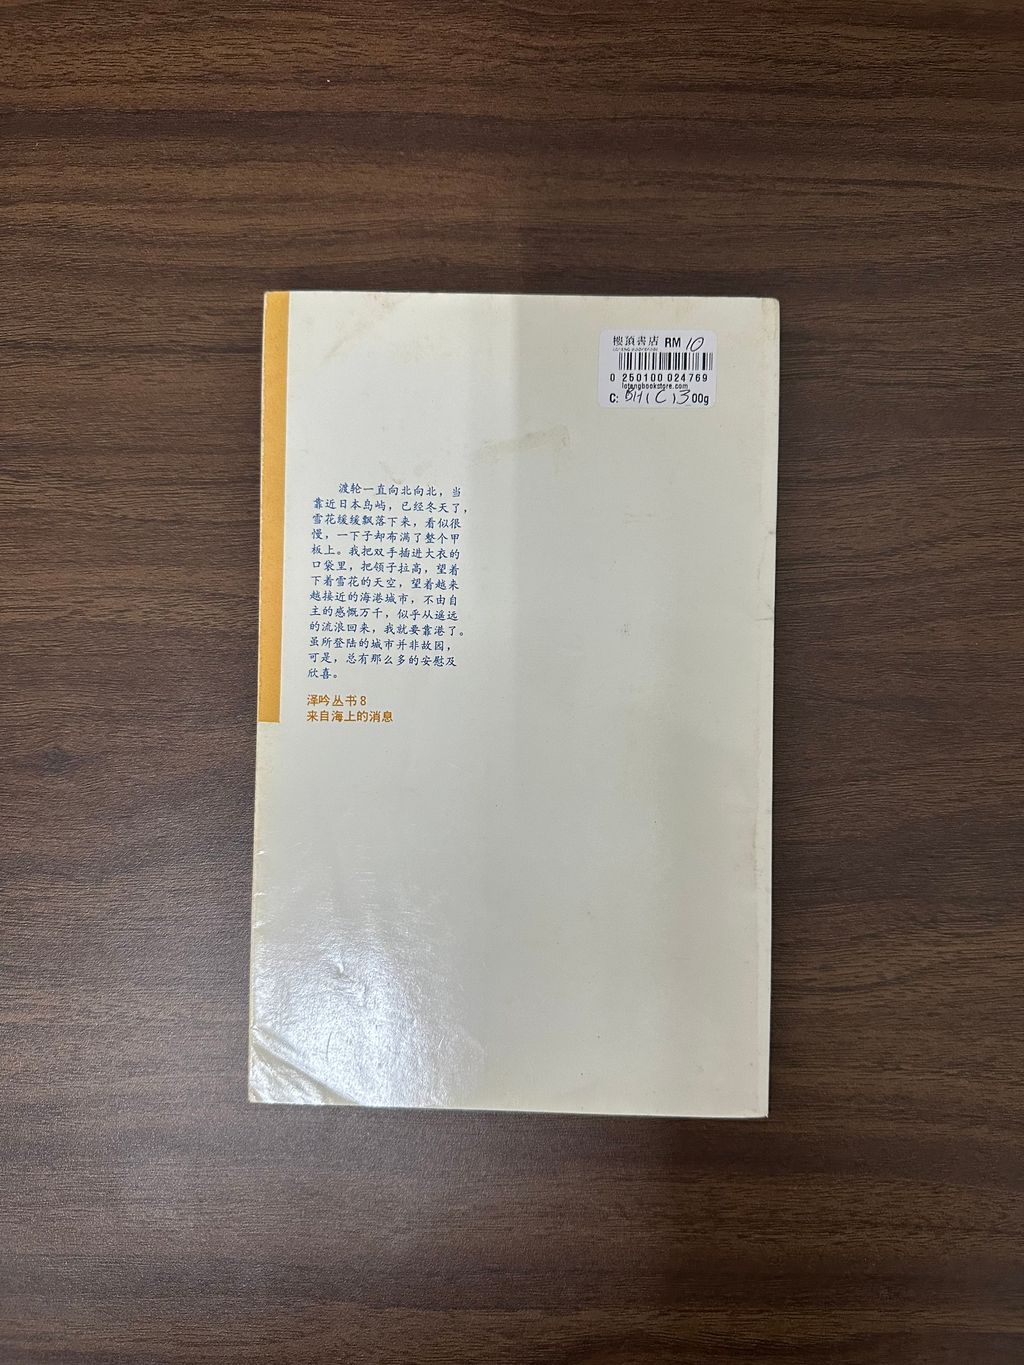 樓頂書店 RM 10
LOTENG BOOKSTORE
0 250100 024769
lotengbookstore.com
C: 00g
渡轮一直向北向北，当
靠近日本岛屿，已经冬天了，
雪花缓缓飘落下来，看似很
慢，一下子却布满了整个甲
板上。我把双手插进大衣的
口袋里，把领子拉高，望着
下着雪花的天空，望着越来
越接近的海港城市，不由自
主的感慨万千，似乎从遥远
的流浪回来，我就要靠港了。
虽所登陆的城市并非故园，
可是，总有那么多的安慰及
欣喜。
泽吟丛书8
来自海上的消息